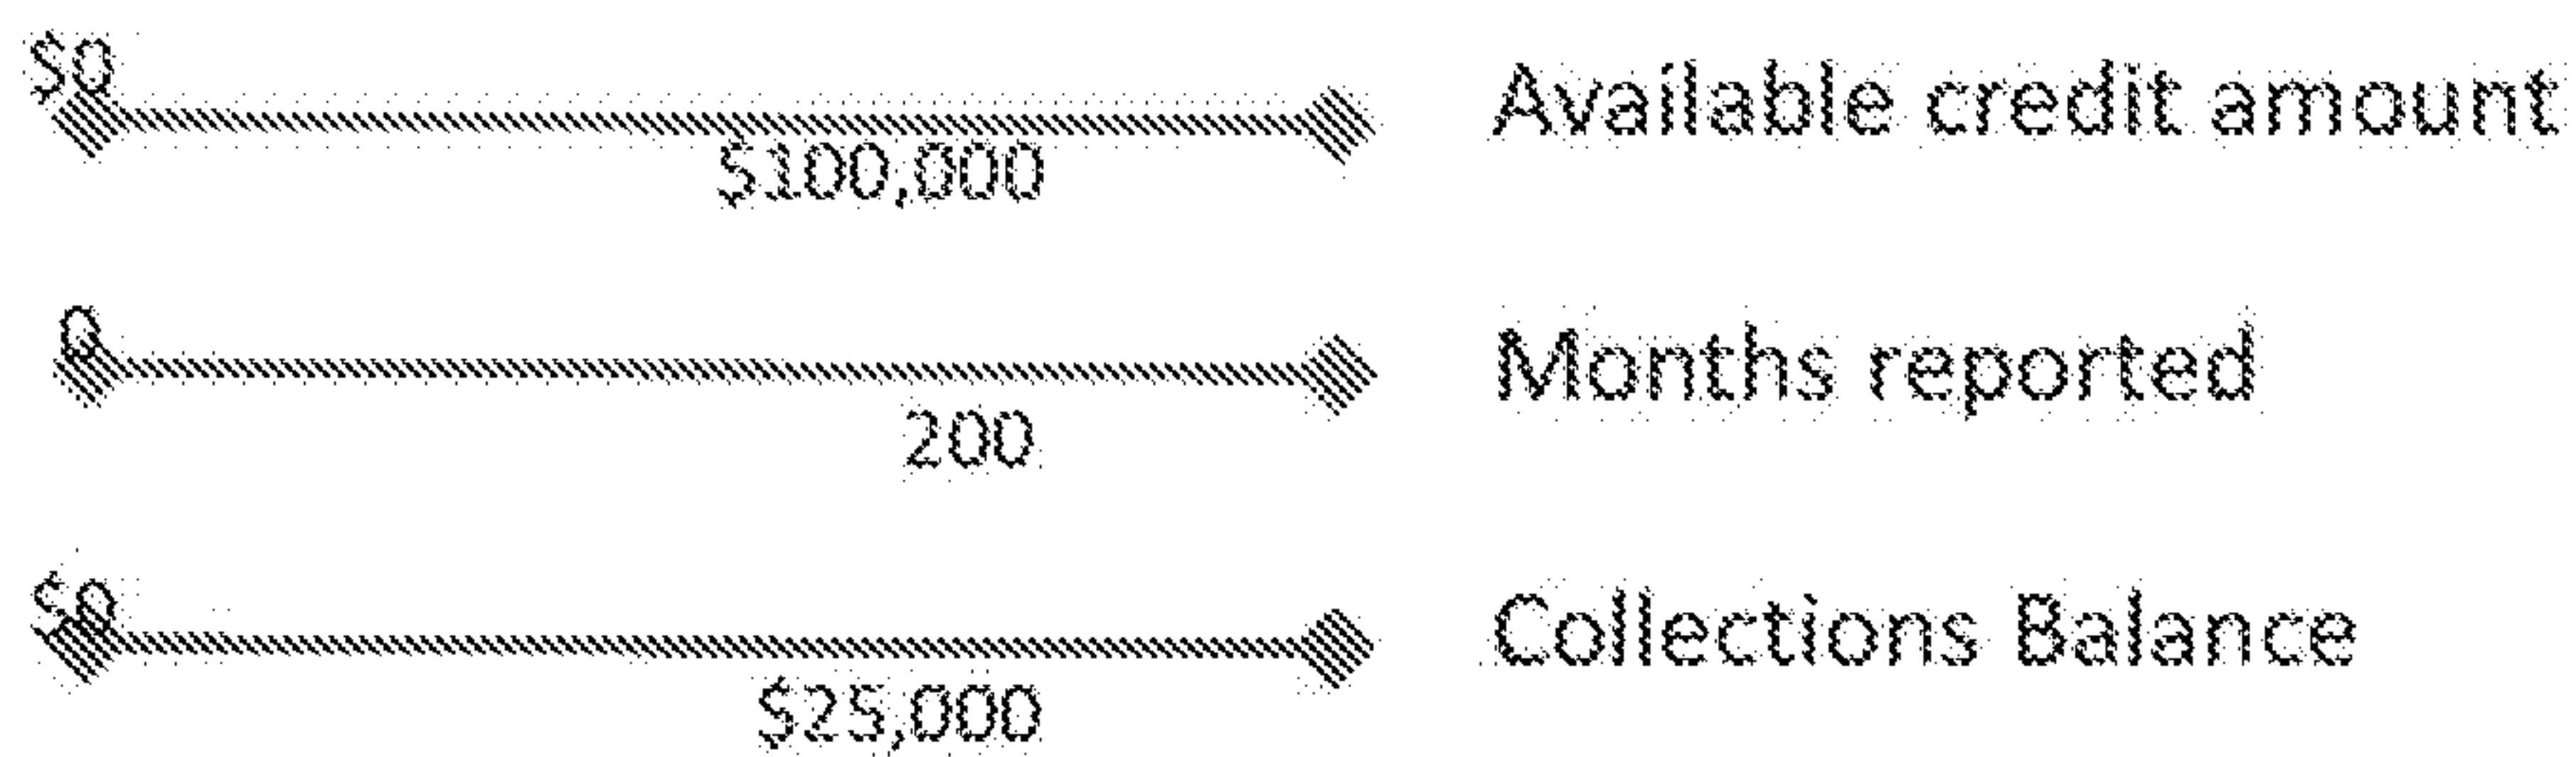 $0
Available credit amount
$100,000
0
Months reported
200
$0
Collections Balance
$25,000